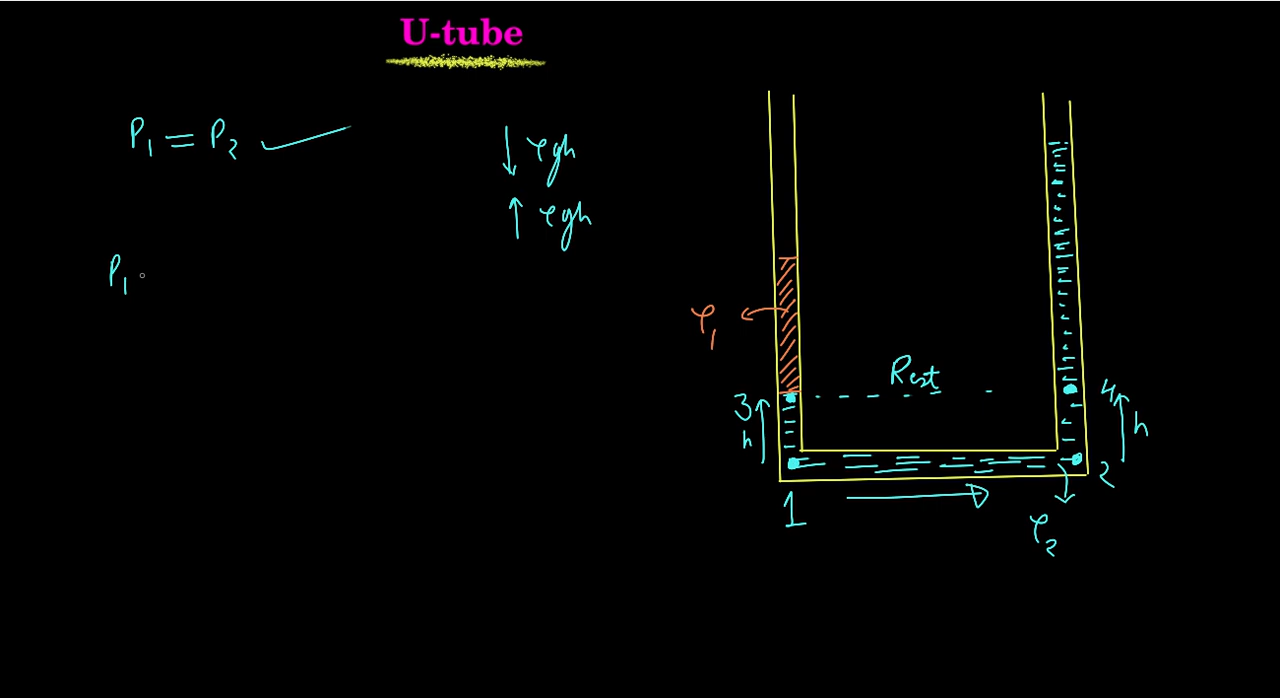 U-tube
P₁ = P₂
↓ ρgh
↑ ρgh
P₁
ρ₁
Rest
3
4
h
h
1
2
ρ₂